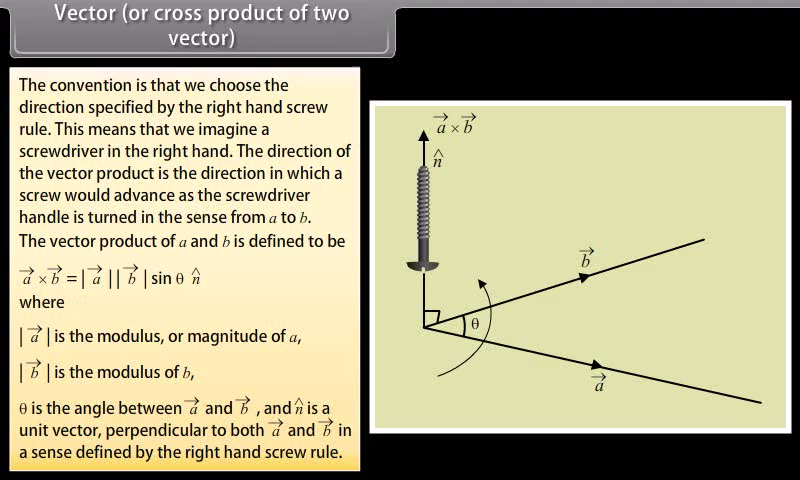 Vector (or cross product of two
vector)
The convention is that we choose the
direction specified by the right hand screw
rule. This means that we imagine a
screwdriver in the right hand. The direction of
the vector product is the direction in which a
screw would advance as the screwdriver
handle is turned in the sense from a to b.
The vector product of a and b is defined to be
a⃗ × b⃗ = | a⃗ | | b⃗ | sin θ n̂
where
| a⃗ | is the modulus, or magnitude of a,
| b⃗ | is the modulus of b,
θ is the angle between a⃗ and b⃗ , and n̂ is a
unit vector, perpendicular to both a⃗ and b⃗ in
a sense defined by the right hand screw rule.
a⃗ × b⃗
n̂
b⃗
θ
a⃗